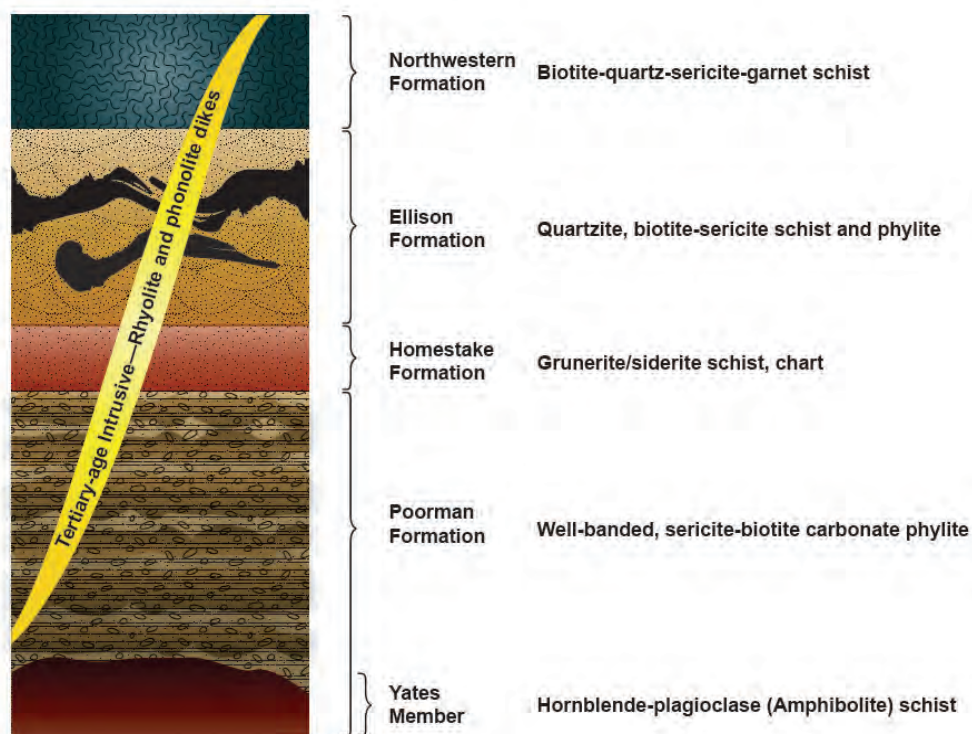 Northwestern
Formation
Biotite-quartz-sericite-garnet schist
Tertiary-age Intrusive—Rhyolite and phonolite dikes
Ellison
Formation
Quartzite, biotite-sericite schist and phylite
Homestake
Formation
Grunerite/siderite schist, chart
Poorman
Formation
Well-banded, sericite-biotite carbonate phylite
Yates
Member
Hornblende-plagioclase (Amphibolite) schist